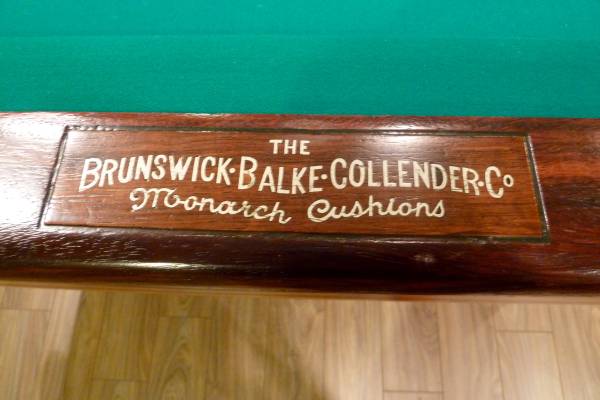 THE
BRUNSWICK·BALKE·COLLENDER·Co
Monarch Cushions